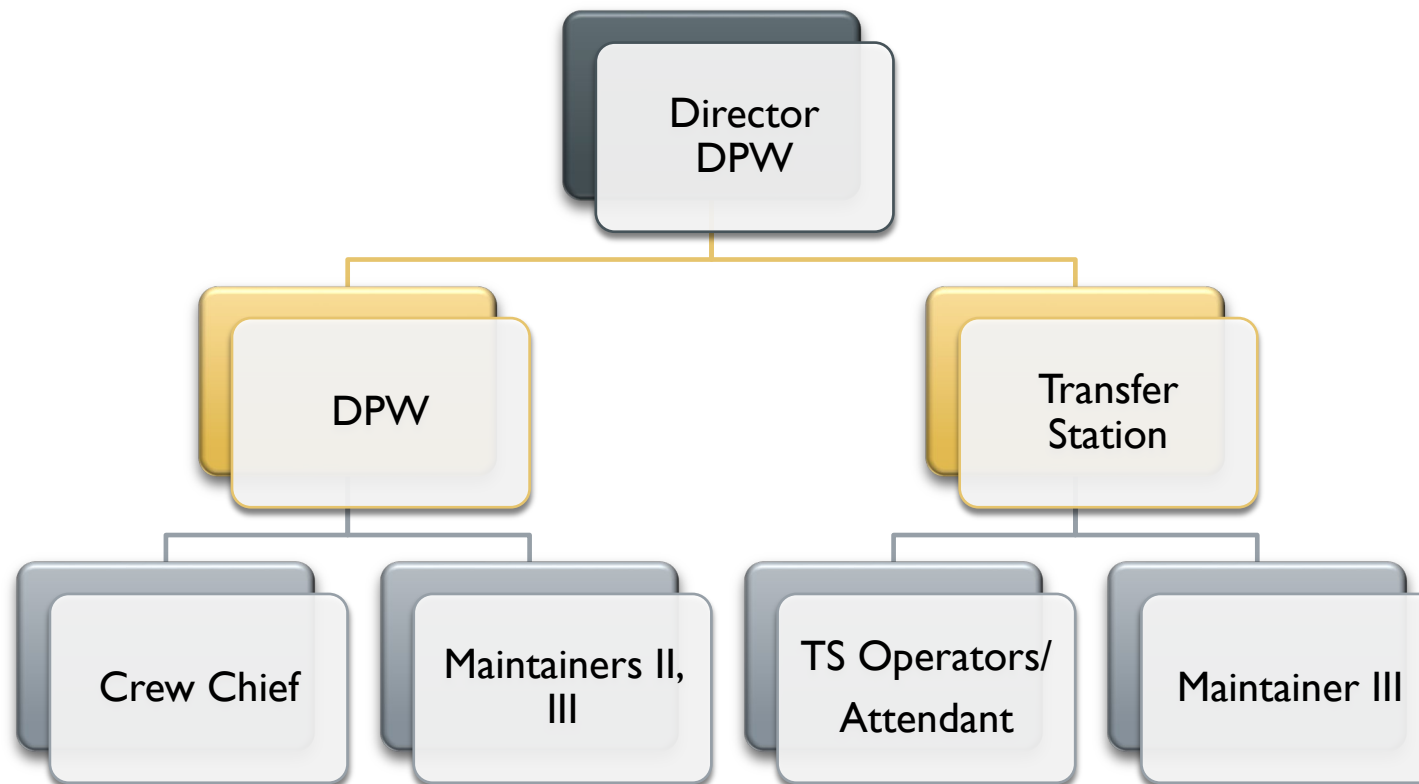 Director
DPW
DPW
Transfer
Station
Crew Chief
Maintainers II,
III
TS Operators/
Attendant
Maintainer III